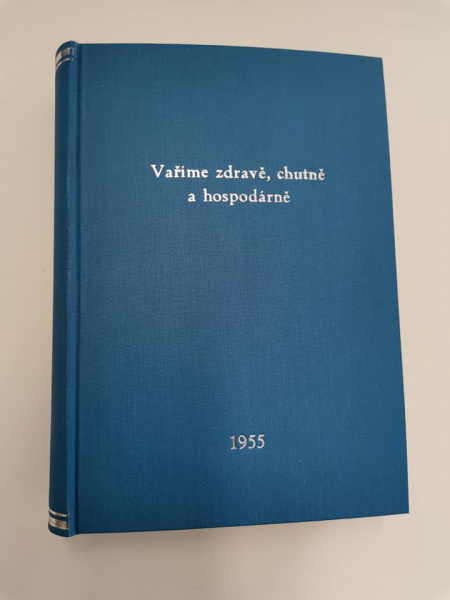 Vaříme zdravě, chutně
a hospodárně
1955